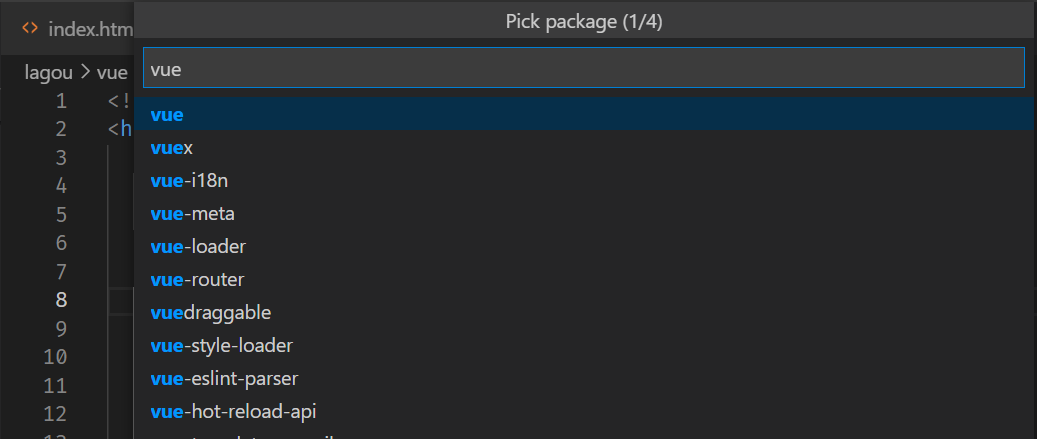 Pick package (1/4)
<> index.htm
vue
lagou > vue
1 <!
2 <h
3
4
5
6
7
8
9
10
11
12
13
vue
vuex
vue-i18n
vue-meta
vue-loader
vue-router
vuedraggable
vue-style-loader
vue-eslint-parser
vue-hot-reload-api